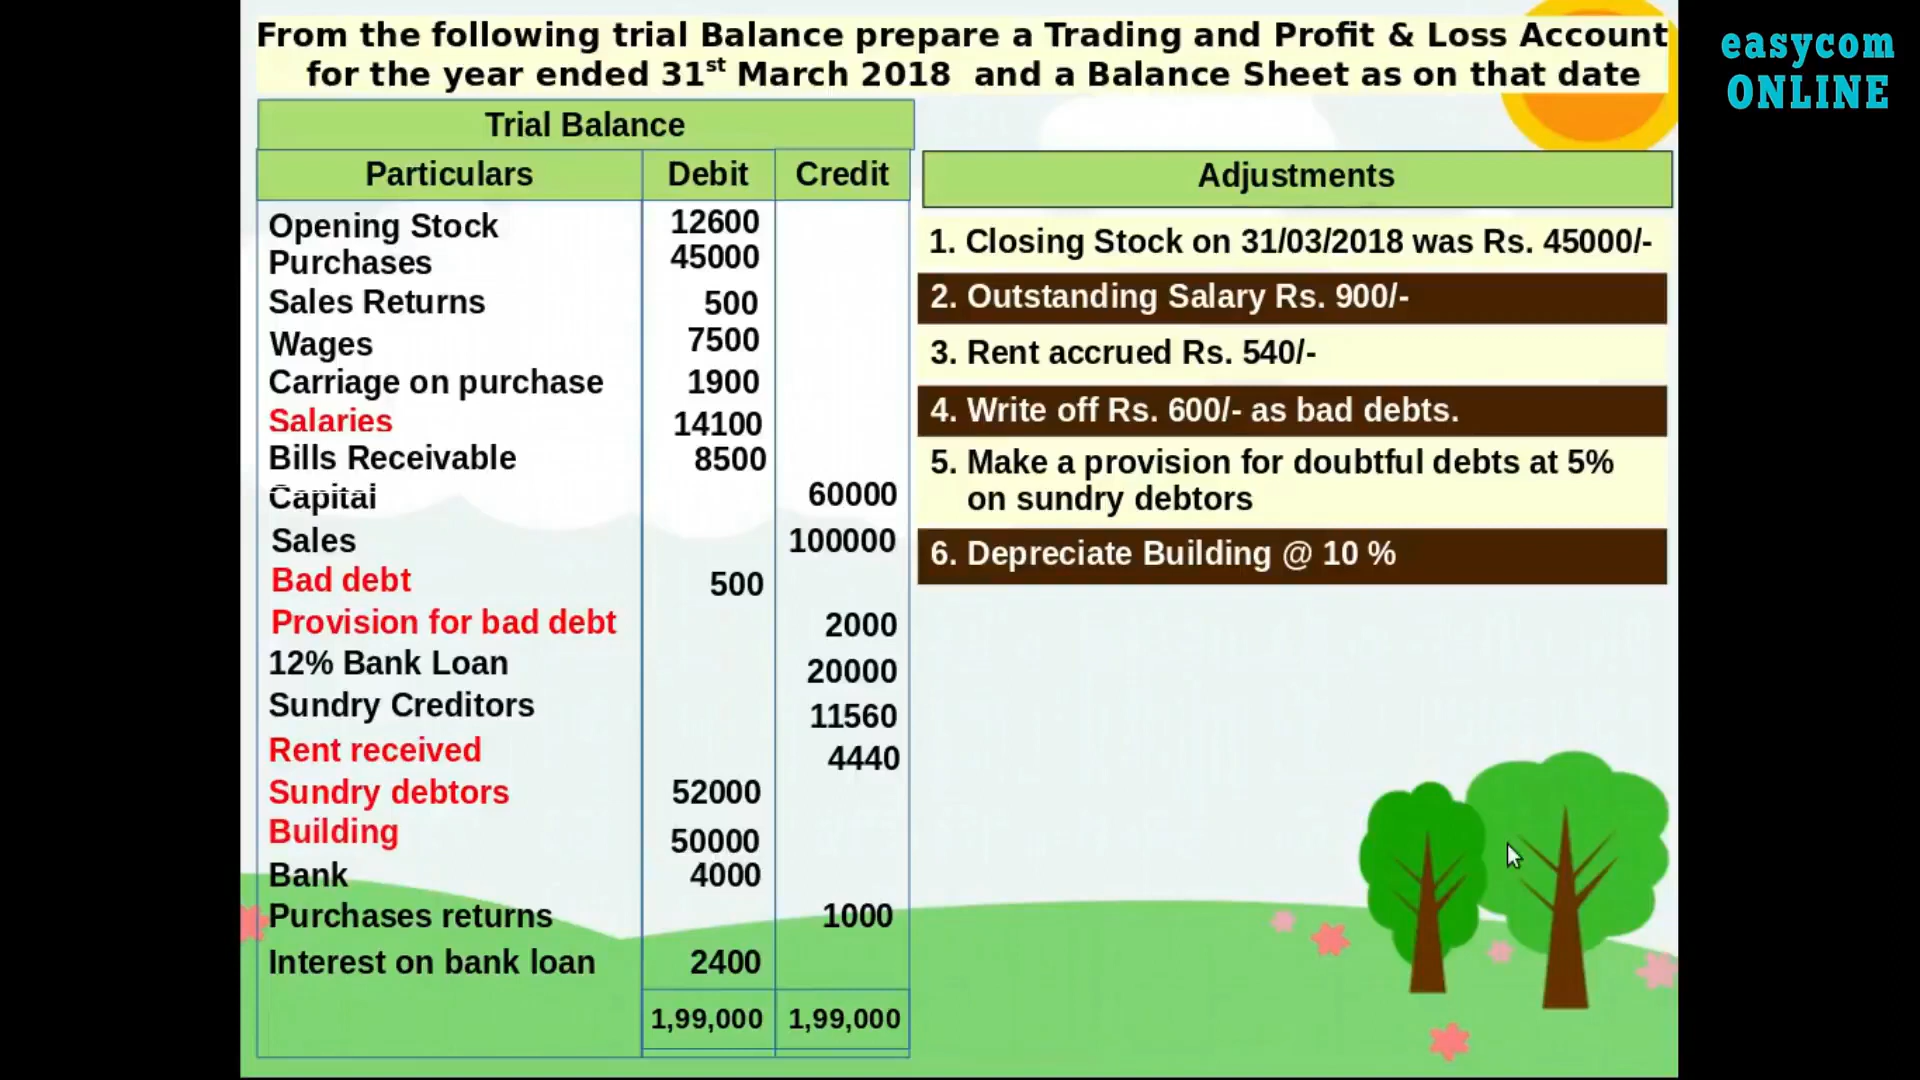 From the following trial Balance prepare a Trading and Profit & Loss Account
for the year ended 31st March 2018 and a Balance Sheet as on that date
easycom
ONLINE
Trial Balance
Particulars Debit Credit
Opening Stock 12600
Purchases 45000
Sales Returns 500
Wages 7500
Carriage on purchase 1900
Salaries 14100
Bills Receivable 8500
Capital 60000
Sales 100000
Bad debt 500
Provision for bad debt 2000
12% Bank Loan 20000
Sundry Creditors 11560
Rent received 4440
Sundry debtors 52000
Building 50000
Bank 4000
Purchases returns 1000
Interest on bank loan 2400
1,99,000 1,99,000
Adjustments
1. Closing Stock on 31/03/2018 was Rs. 45000/-
2. Outstanding Salary Rs. 900/-
3. Rent accrued Rs. 540/-
4. Write off Rs. 600/- as bad debts.
5. Make a provision for doubtful debts at 5%
on sundry debtors
6. Depreciate Building @ 10 %